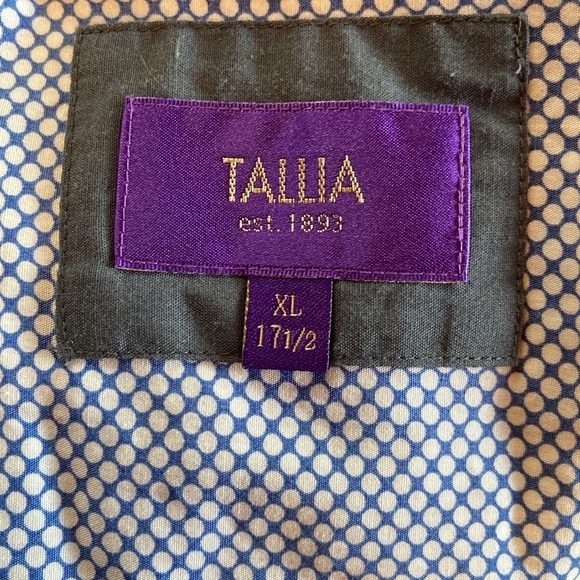 TALLIA
est. 1893
XL
17 1/2